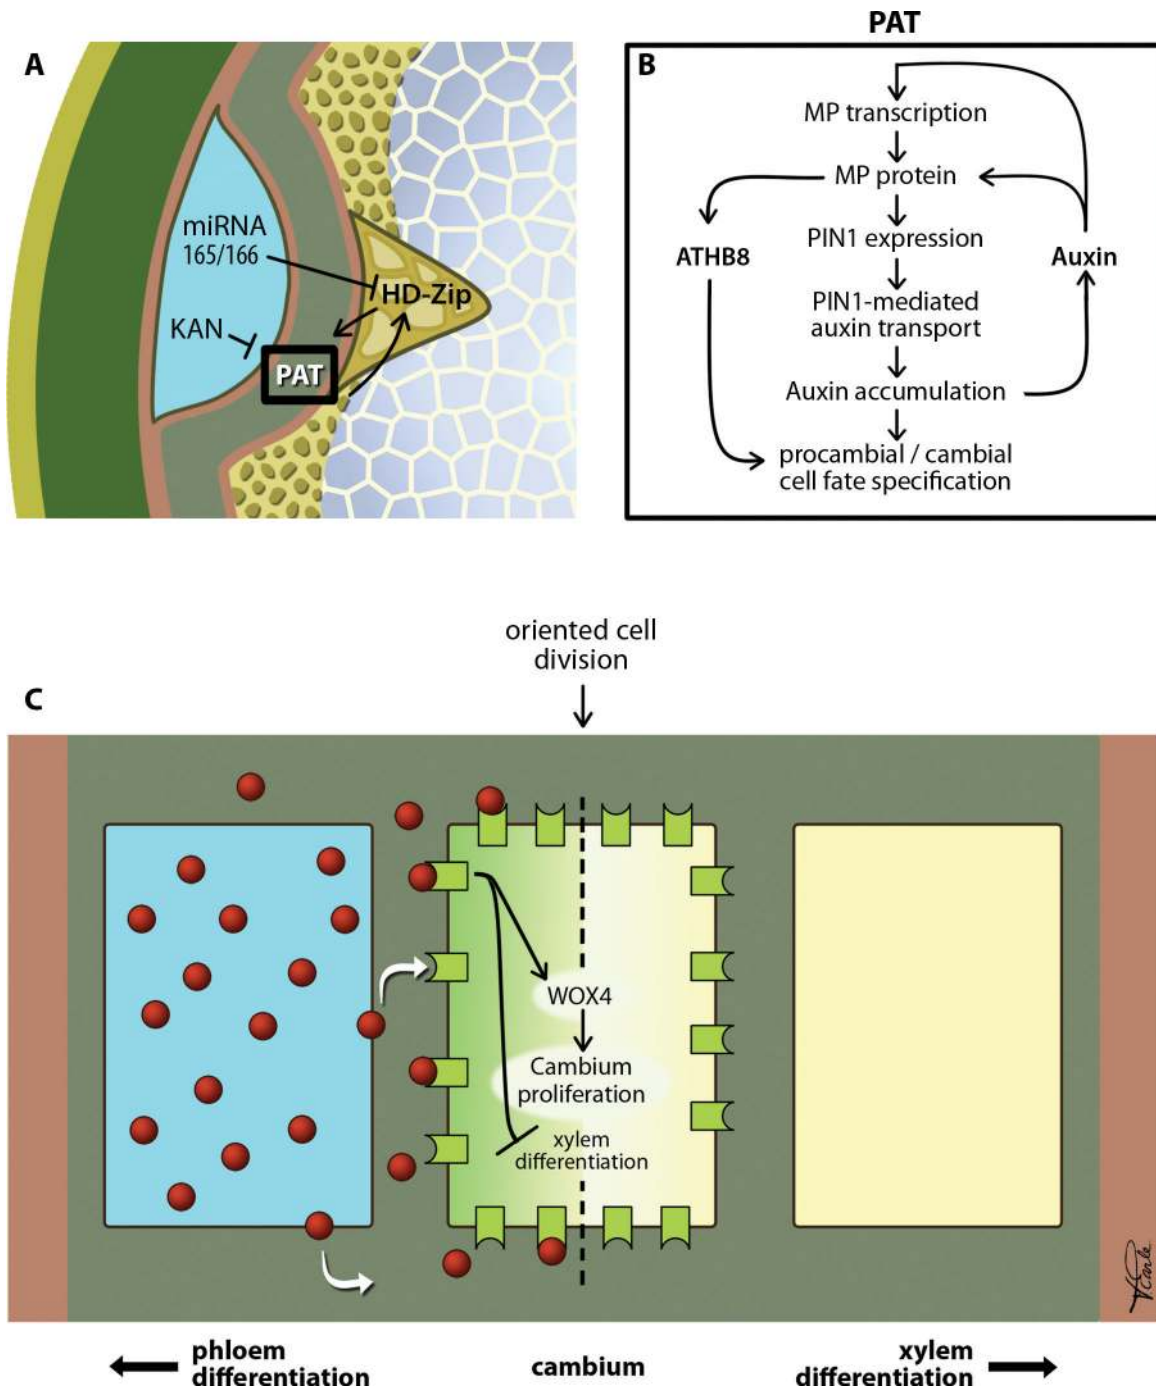 A
miRNA
165/166
HD-Zip
KAN
PAT
PAT
B
MP transcription
MP protein
PIN1 expression
ATHB8
Auxin
PIN1-mediated
auxin transport
Auxin accumulation
procambial / cambial
cell fate specification
oriented cell
division
C
WOX4
Cambium
proliferation
xylem
differentiation
phloem
differentiation
cambium
xylem
differentiation